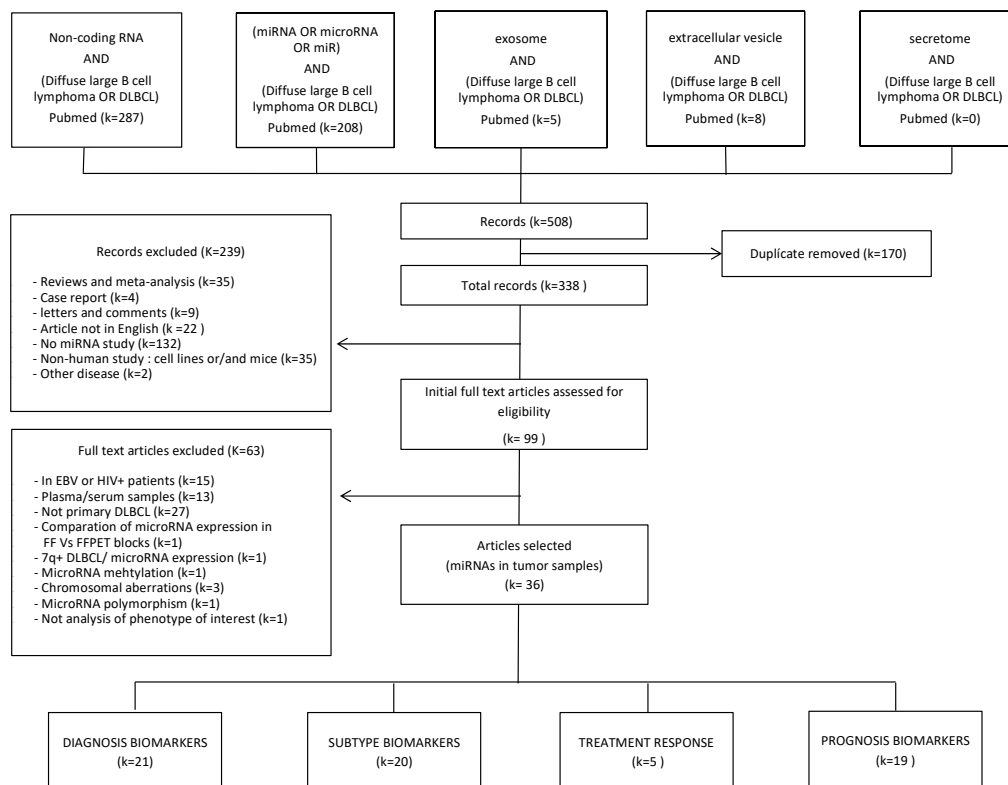 Non-coding RNA
AND
(Diffuse large B cell
lymphoma OR DLBCL)
Pubmed (k=287)
(miRNA OR microRNA
OR miR)
AND
(Diffuse large B cell
lymphoma OR DLBCL)
Pubmed (k=208)
exosome
AND
(Diffuse large B cell
lymphoma OR DLBCL)
Pubmed (k=5)
extracellular vesicle
AND
(Diffuse large B cell
lymphoma OR DLBCL)
Pubmed (k=8)
secretome
AND
(Diffuse large B cell
lymphoma OR DLBCL)
Pubmed (k=0)
Records (k=508)
Duplícate removed (k=170)
Total records (k=338 )
Records excluded (K=239)
- Reviews and meta-analysis (k=35)
- Case report (k=4)
- letters and comments (k=9)
- Article not in English (k =22 )
- No miRNA study (k=132)
- Non-human study : cell lines or/and mice (k=35)
- Other disease (k=2)
Initial full text articles assessed for
eligibility
(k= 99 )
Full text articles excluded (K=63)
- In EBV or HIV+ patients (k=15)
- Plasma/serum samples (k=13)
- Not primary DLBCL (k=27)
- Comparation of microRNA expression in
FF Vs FFPET blocks (k=1)
- 7q+ DLBCL/ microRNA expression (k=1)
- MicroRNA mehtylation (k=1)
- Chromosomal aberrations (k=3)
- MicroRNA polymorphism (k=1)
- Not analysis of phenotype of interest (k=1)
Articles selected
(miRNAs in tumor samples)
(k= 36)
DIAGNOSIS BIOMARKERS
(k=21)
SUBTYPE BIOMARKERS
(k=20)
TREATMENT RESPONSE
(k=5 )
PROGNOSIS BIOMARKERS
(k=19 )